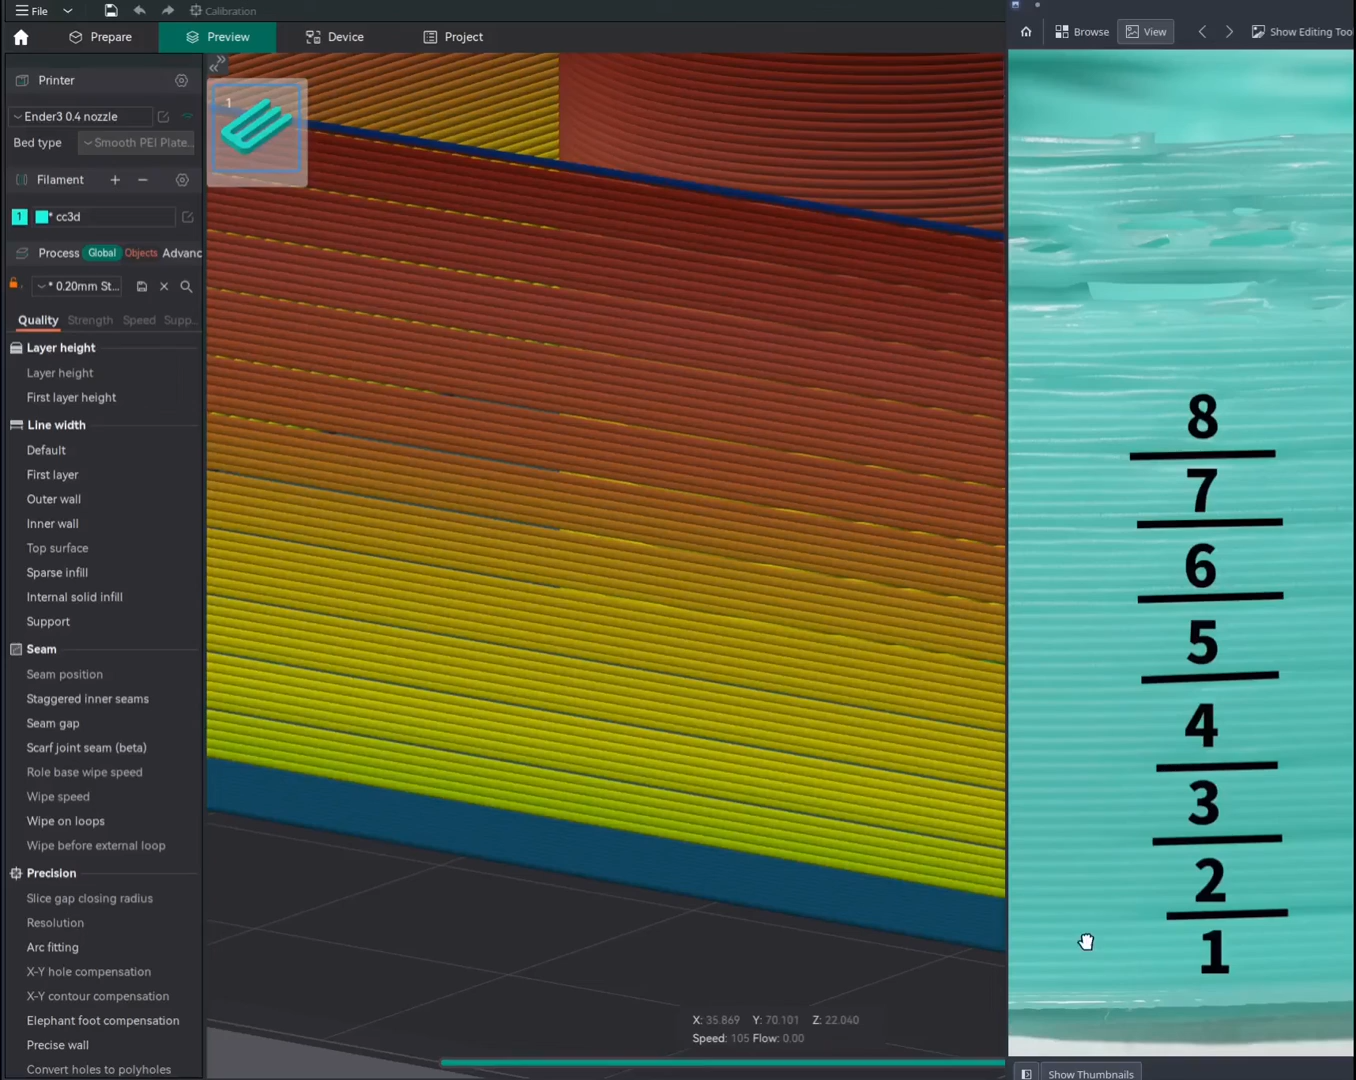 File
Calibration
Prepare
Preview
Device
Project
Printer
Ender3 0.4 nozzle
Bed type
Smooth PEI Plate..
Filament
1
* cc3d
Process
Global
Objects
Advanc
* 0.20mm St...
Quality
Strength
Speed
Supp..
Layer height
Layer height
First layer height
Line width
Default
First layer
Outer wall
Inner wall
Top surface
Sparse infill
Internal solid infill
Support
Seam
Seam position
Staggered inner seams
Seam gap
Scarf joint seam (beta)
Role base wipe speed
Wipe speed
Wipe on loops
Wipe before external loop
Precision
Slice gap closing radius
Resolution
Arc fitting
X-Y hole compensation
X-Y contour compensation
Elephant foot compensation
Precise wall
Convert holes to polyholes
1
X: 35.869 Y: 70.101 Z: 22.040
Speed: 105 Flow: 0.00
Browse
View
Show Editing Too
8
7
6
5
4
3
2
1
Show Thumbnails